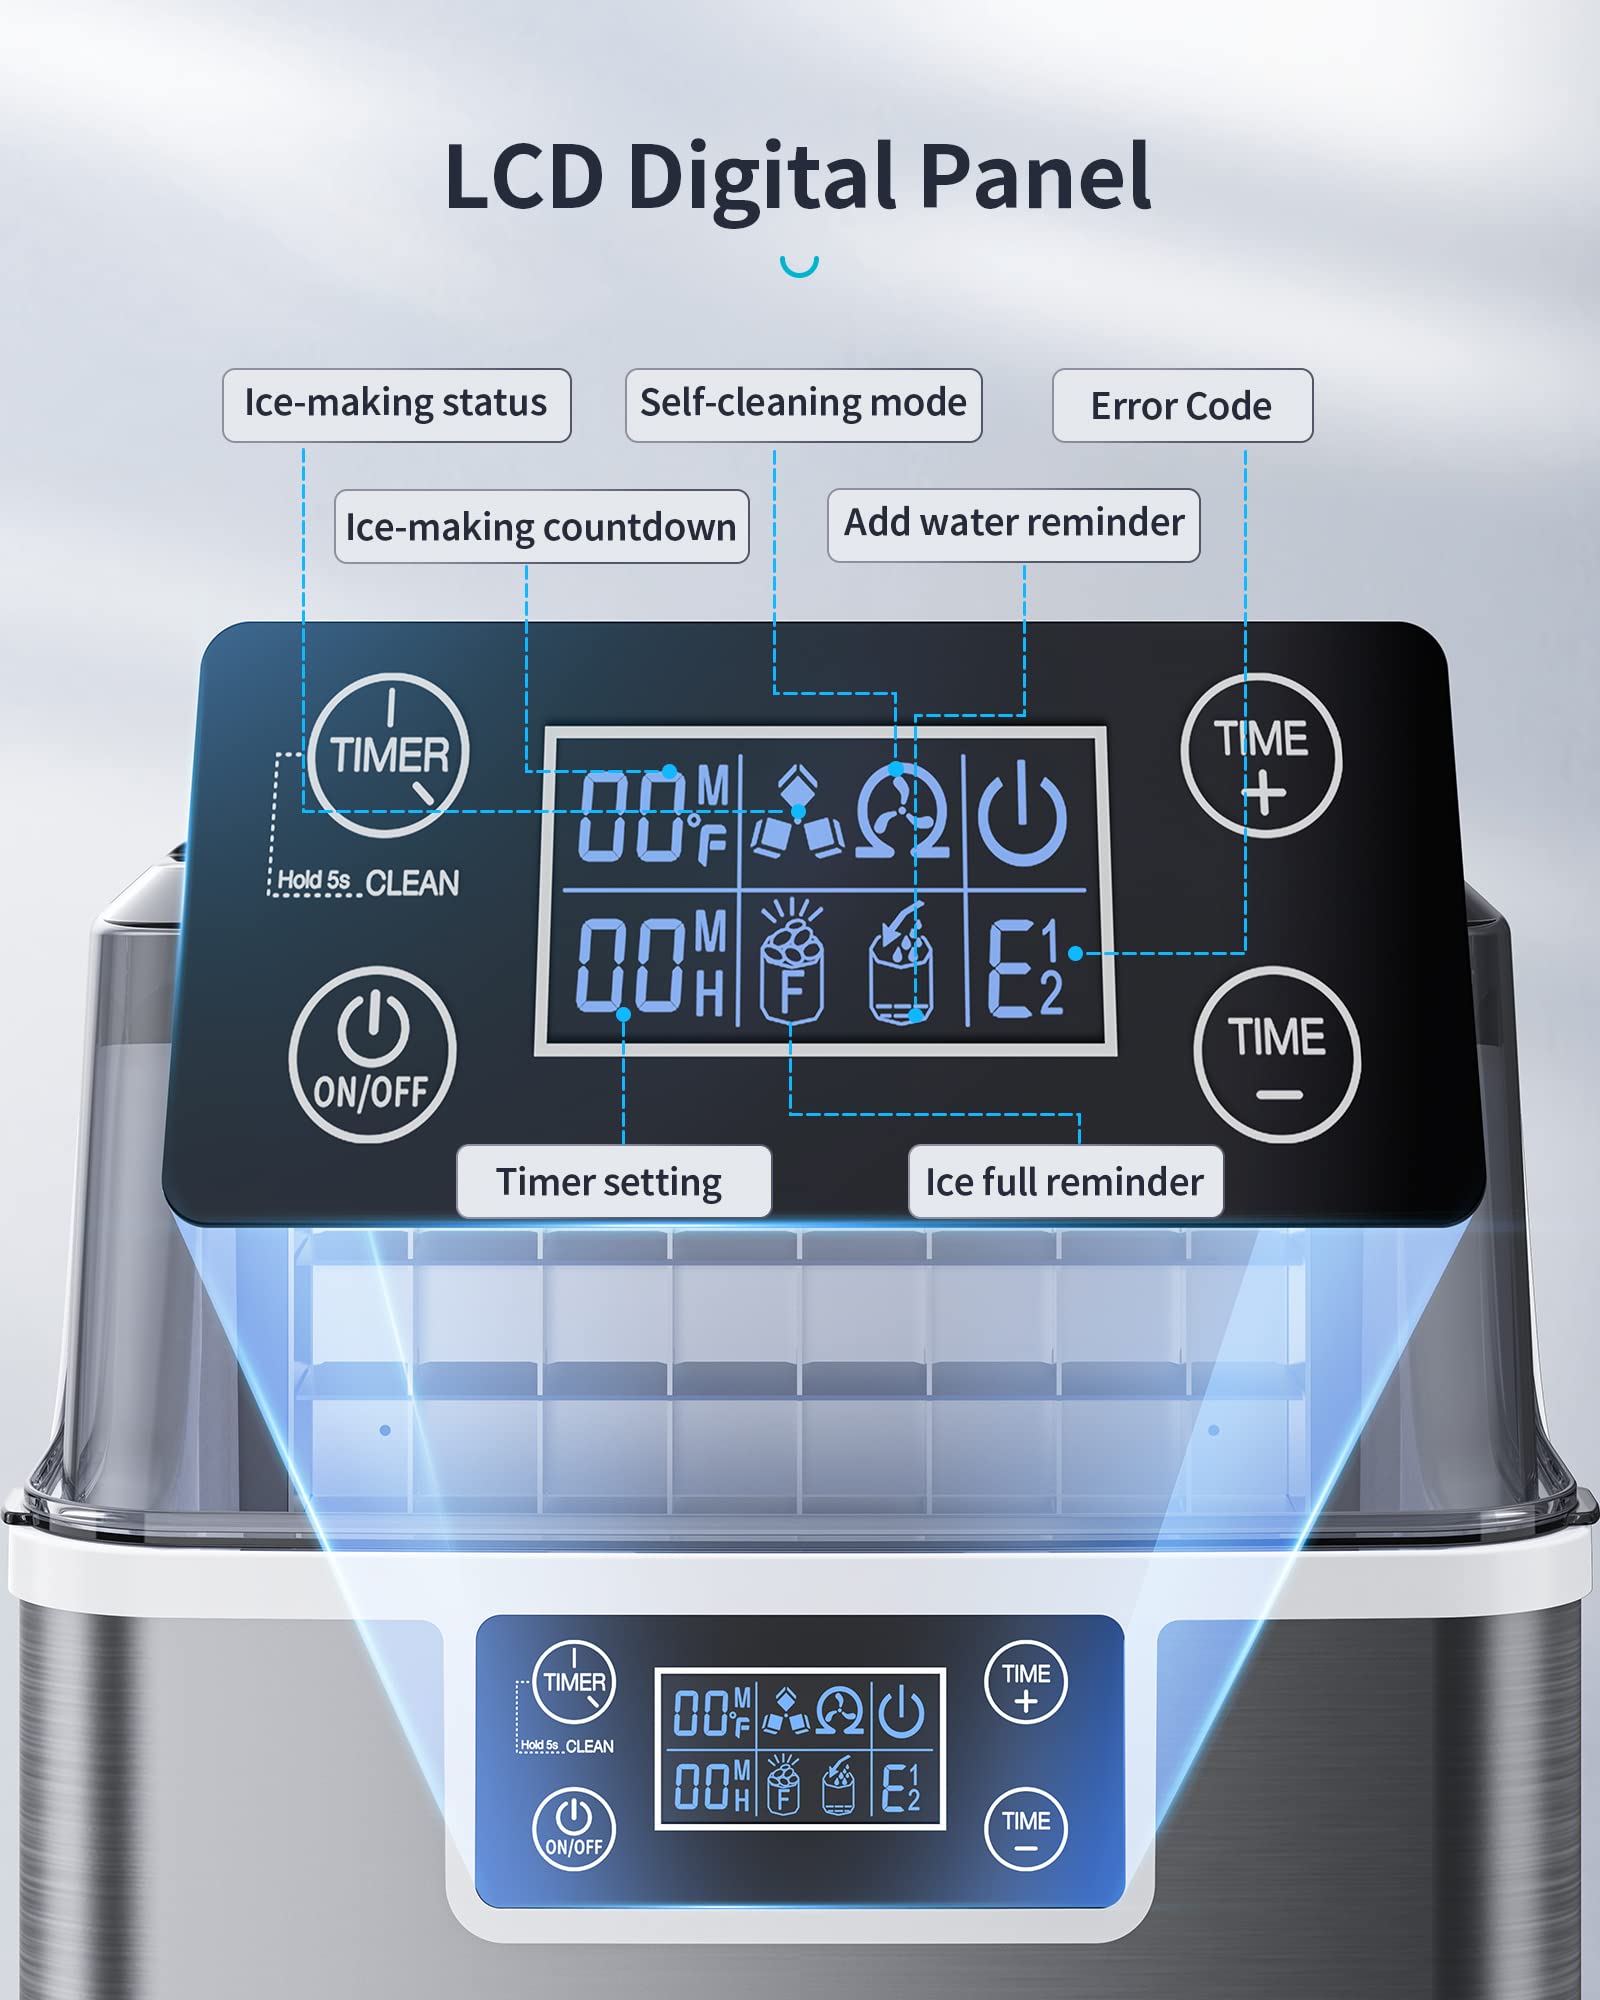 LCD Digital Panel
Ice-making status
Self-cleaning mode
Error Code
Ice-making countdown
Add water reminder
TIMER
Hold 5s CLEAN
ON/OFF
00 M
°F
00 M
H
F
E 1
2
TIME
+
TIME
−
Timer setting
Ice full reminder
TIMER
Hold 5s CLEAN
ON/OFF
00 M
°F
00 M
H
F
E 1
2
TIME
+
TIME
−